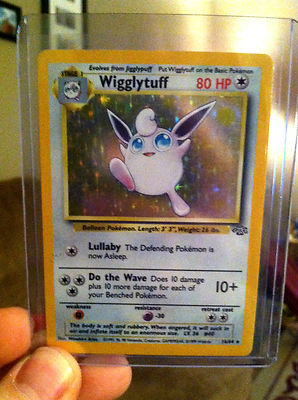 Evolves from Jigglypuff Put Wigglytuff on the Basic Pokémon
STAGE 1
Wigglytuff 80 HP
Balloon Pokémon. Length: 3' 3", Weight: 26 lbs.
Lullaby The Defending Pokémon is
now Asleep.
Do the Wave Does 10 damage
plus 10 more damage for each of
your Benched Pokémon.
10+
weakness resistance retreat cost
-30
The body is soft and rubbery. When angered, it will suck in
air and inflate itself to an enormous size. LV. 36 #40
16/64